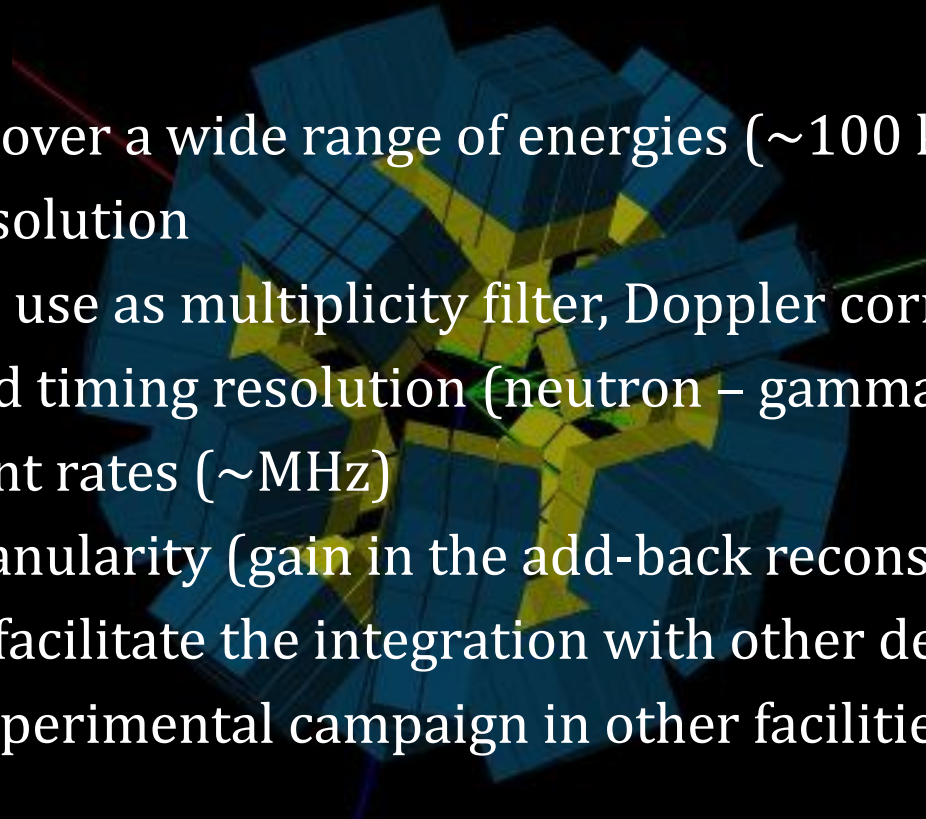 over a wide range of energies (~100 k
solution
use as multiplicity filter, Doppler corr
d timing resolution (neutron – gamma
nt rates (~MHz)
anularity (gain in the add-back recons
facilitate the integration with other de
perimental campaign in other facilitie